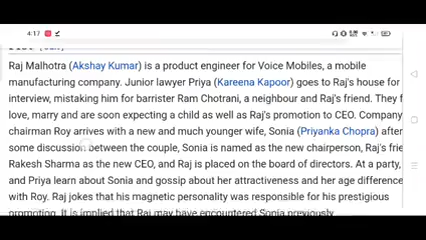 4:17
Raj Malhotra (Akshay Kumar) is a product engineer for Voice Mobiles, a mobile
manufacturing company. Junior lawyer Priya (Kareena Kapoor) goes to Raj's house for
interview, mistaking him for barrister Ram Chotrani, a neighbour and Raj's friend. They f
love, marry and are soon expecting a child as well as Raj's promotion to CEO. Company
chairman Roy arrives with a new and much younger wife, Sonia (Priyanka Chopra) after
some discussion between the couple, Sonia is named as the new chairperson, Raj's frie
Rakesh Sharma as the new CEO, and Raj is placed on the board of directors. At a party,
and Priya learn about Sonia and gossip about her attractiveness and her age difference
with Roy. Raj jokes that his magnetic personality was responsible for his prestigious
promoting. It is implied that Raj may have encountered Sonia previously